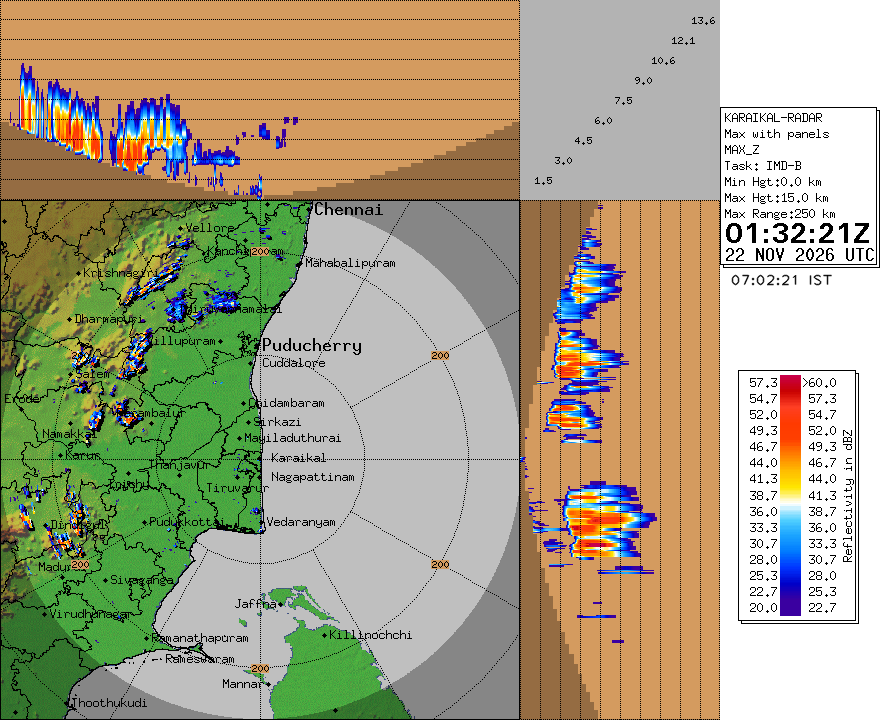 13.6
12.1
10.6
9.0
7.5
6.0
4.5
3.0
1.5
KARAIKAL-RADAR
Max with panels
MAX_Z
Task: IMD-B
Min Hgt:0.0 km
Max Hgt:15.0 km
Max Range:250 km
01:32:21Z
22 NOV 2026 UTC
07:02:21 IST
Chennai
Vellore
200
Mahabalipuram
Krishnagiri
Dharmapuri
Puducherry
200
Cuddalore
Salem
Erode
Chidambaram
Sirkazi
Namakkal
Mayiladuthurai
Karur
Karaikal
Thanjavur
Nagapattinam
Tiruvarur
Pudukkottai
Vedaranyam
Dindugul
200
200
Madurai
Sivaganga
Jaffna
Virudhunagar
Killinochchi
Ramanathapuram
Rameswaram
200
Mannar
Thoothukudi
57.3 >60.0
54.7 57.3
52.0 54.7
49.3 52.0
46.7 49.3
44.0 46.7
41.3 44.0
38.7 41.3
36.0 38.7
33.3 36.0
30.7 33.3
28.0 30.7
25.3 28.0
22.7 25.3
20.0 22.7
Reflectivity in dBZ